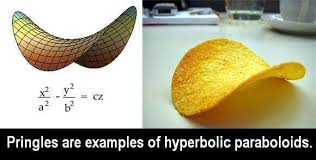 x² / a² - y² / b² = cz
Pringles are examples of hyperbolic paraboloids.